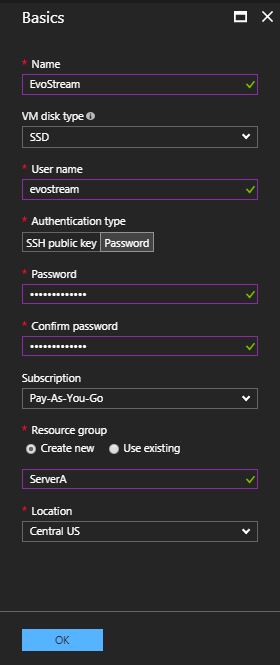 Basics
* Name
EvoStream
VM disk type
SSD
* User name
evostream
* Authentication type
SSH public key Password
* Password
•••••••••••••
* Confirm password
•••••••••••••
Subscription
Pay-As-You-Go
* Resource group
Create new Use existing
ServerA
* Location
Central US
OK